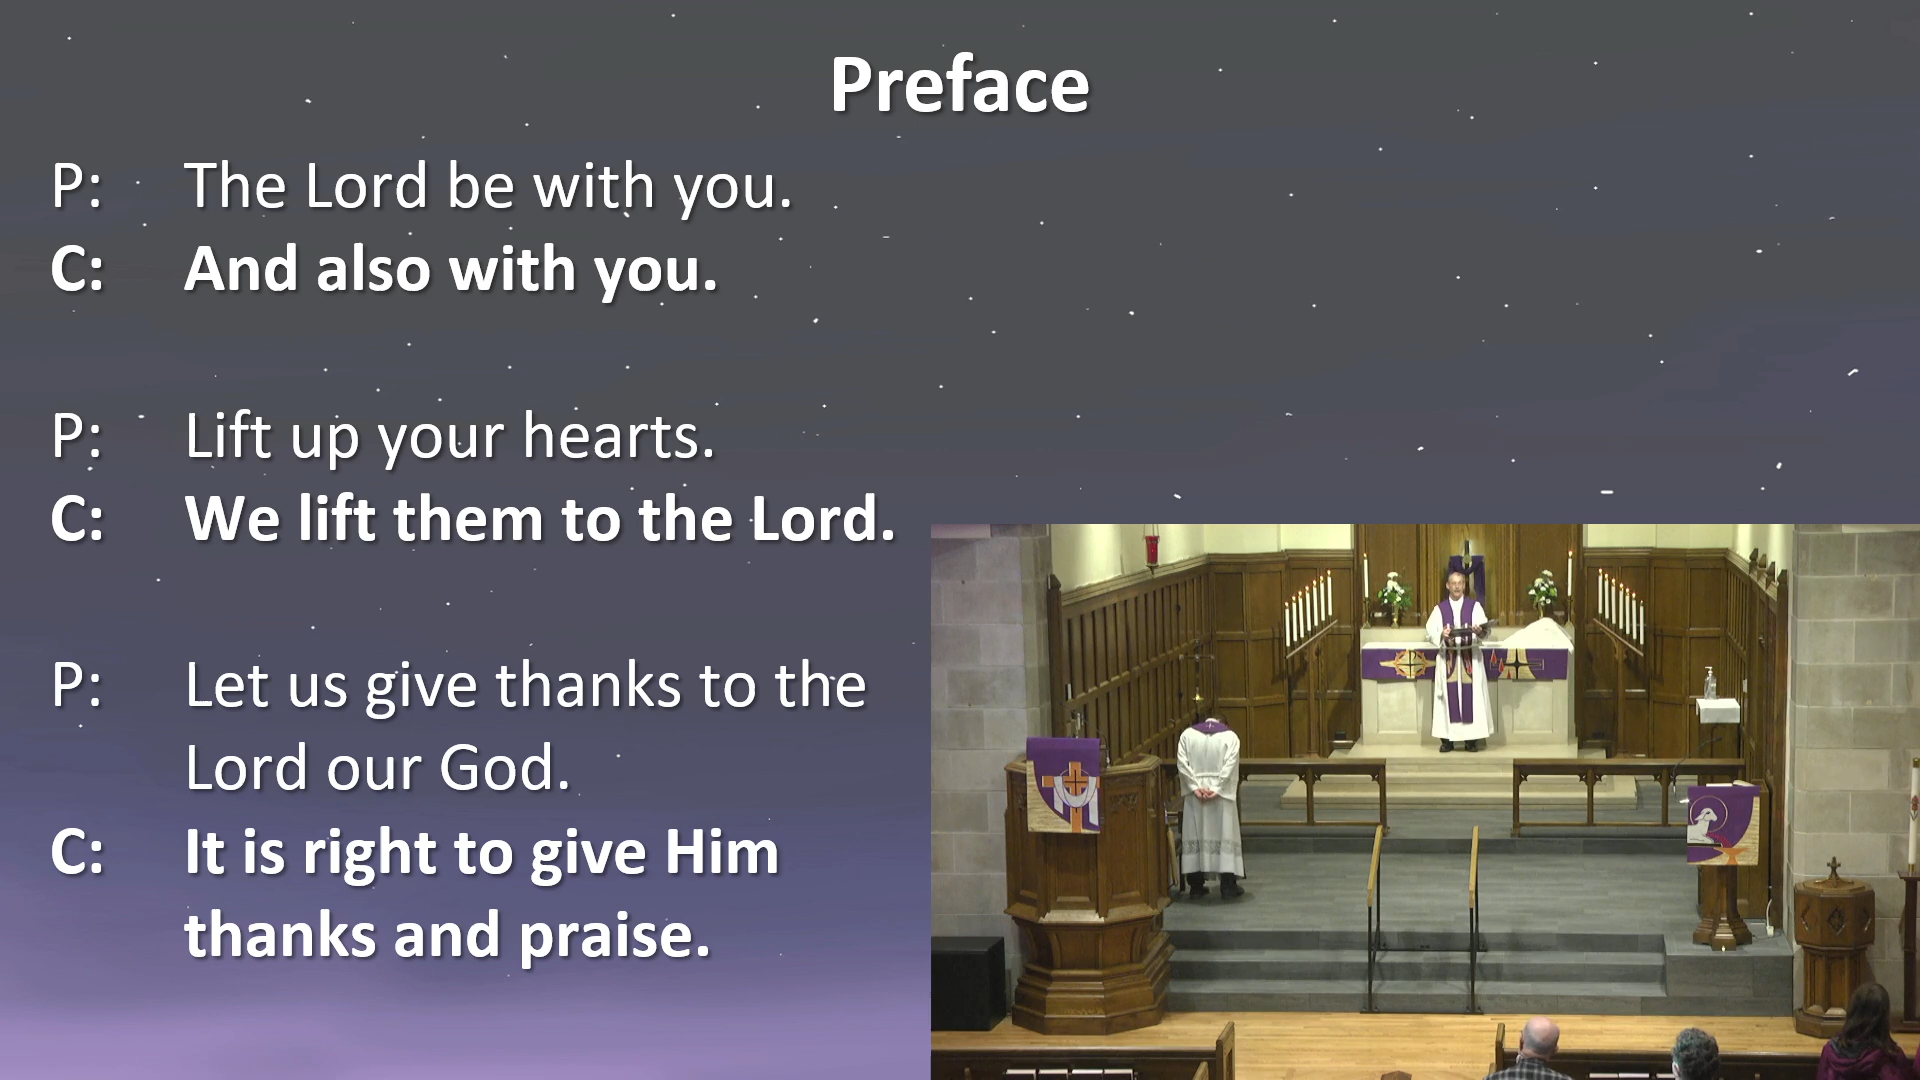 Preface
P: The Lord be with you.
C: And also with you.
P: Lift up your hearts.
C: We lift them to the Lord.
P: Let us give thanks to the
Lord our God.
C: It is right to give Him
thanks and praise.